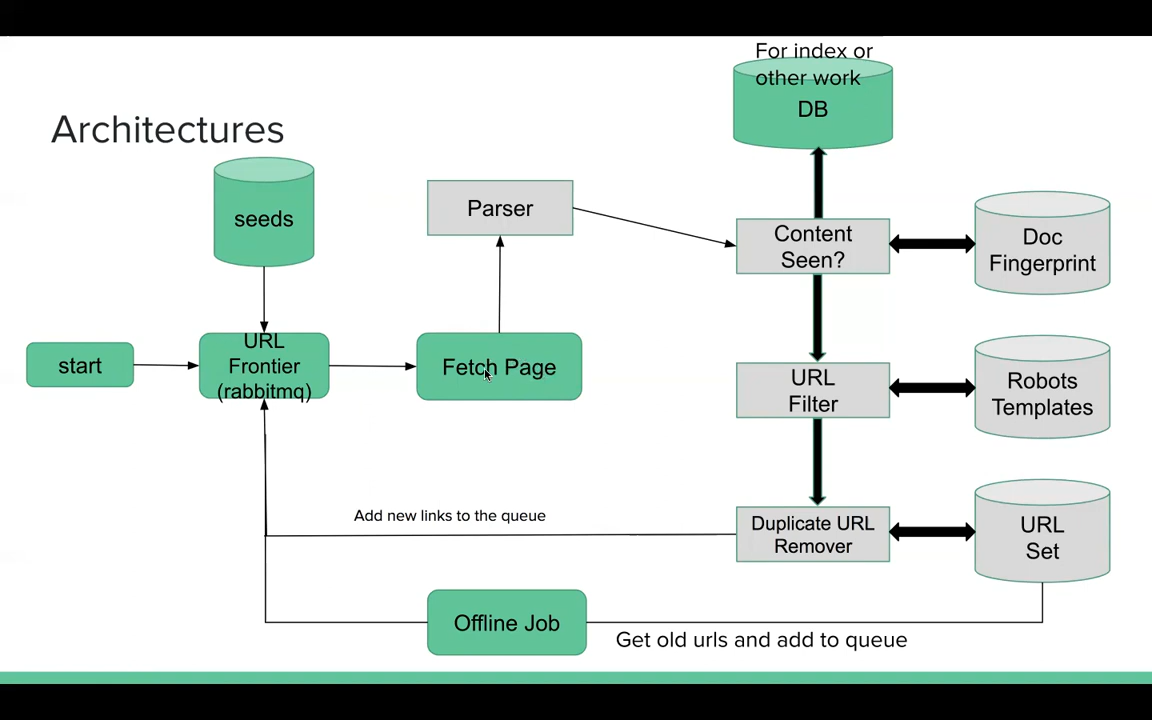 For index or
other work
DB
Architectures
seeds
Parser
Content
Seen?
Doc
Fingerprint
start
URL
Frontier
(rabbitmq)
Fetch Page
URL
Filter
Robots
Templates
Add new links to the queue
Duplicate URL
Remover
URL
Set
Offline Job
Get old urls and add to queue